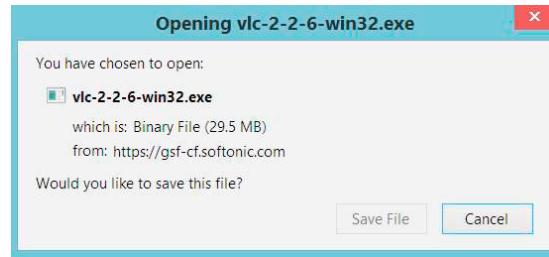 Opening vlc-2-2-6-win32.exe
You have chosen to open:
vlc-2-2-6-win32.exe
which is: Binary File (29.5 MB)
from: https://gsf-cf.softonic.com
Would you like to save this file?
Save File Cancel